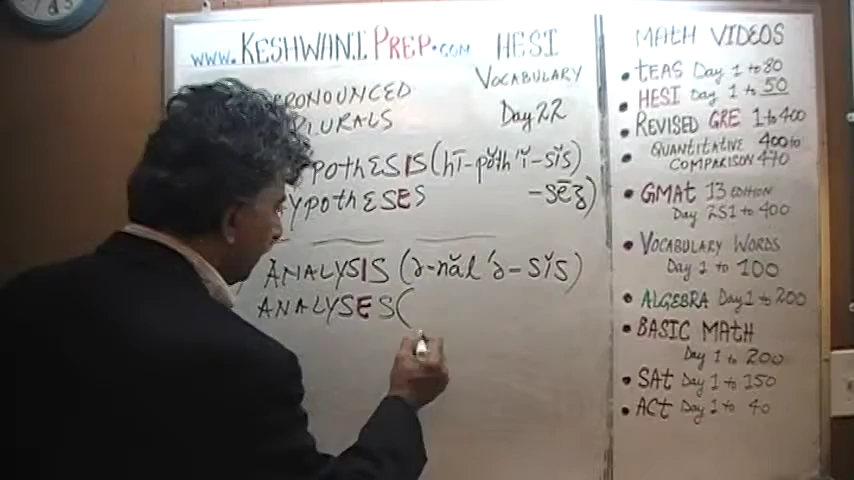 www.KESHWANIPREP.COM HESI
VOCABULARY
Day 22
PRONOUNCED
PLURALS
POthESIS (hī-pŏth'ĭ-sĭs)
YPOthESES -sēz)
ANALYSIS (ə-năl'ə-sĭs)
ANALYSES (
MATH VIDEOS
• TEAS Day 1 to 80
• HESI Day 1 to 50
• REVISED GRE 1 to 400
• QUANTITATIVE 400 to
COMPARISON 470
• GMAT 13 EDITION
Day 251 to 400
• VOCABULARY WORDS
Day 1 to 100
• ALGEBRA Day 1 to 200
• BASIC MATH
Day 1 to 200
• SAT Day 1 to 150
• ACT Day 1 to 40